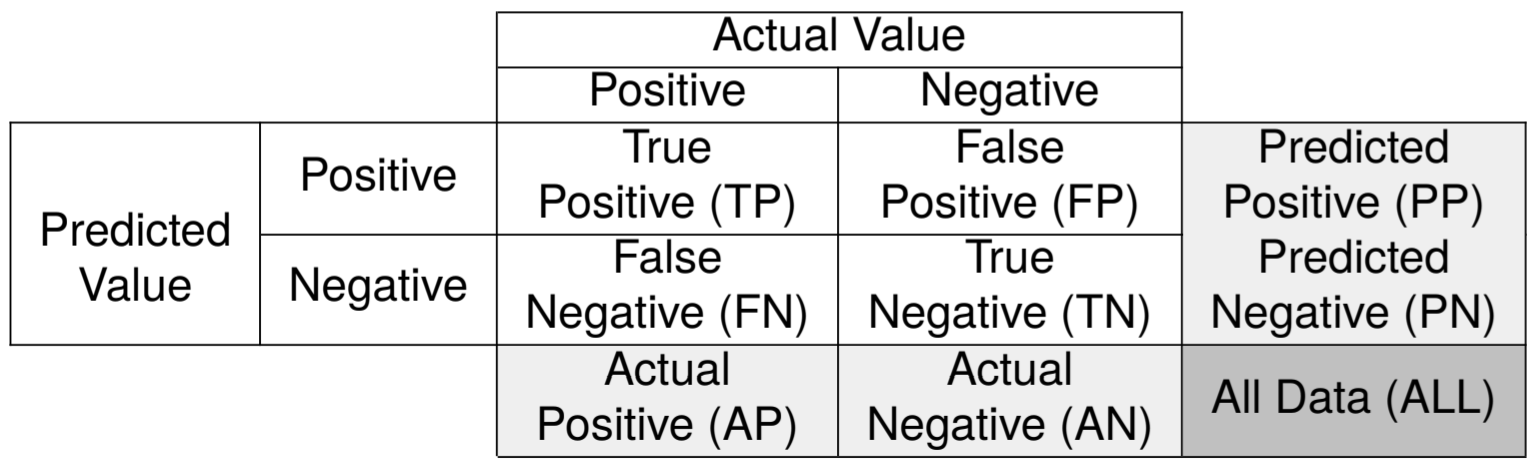 Actual Value
Positive Negative
Predicted
Value
Positive
True
Positive (TP)
False
Positive (FP)
Predicted
Positive (PP)
Negative
False
Negative (FN)
True
Negative (TN)
Predicted
Negative (PN)
Actual
Positive (AP)
Actual
Negative (AN)
All Data (ALL)